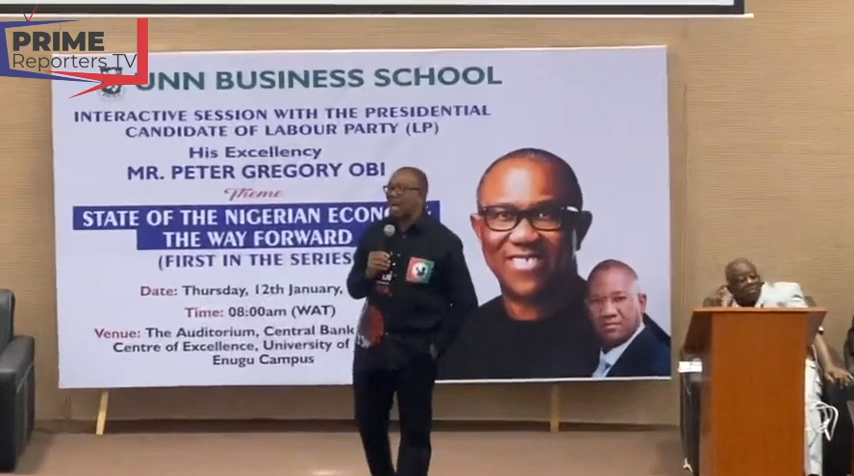 PRIME
Reporters TV
UNN BUSINESS SCHOOL
INTERACTIVE SESSION WITH THE PRESIDENTIAL
CANDIDATE OF LABOUR PARTY (LP)
His Excellency
MR. PETER GREGORY OBI
Theme
STATE OF THE NIGERIAN ECONO
THE WAY FORWARD
(FIRST IN THE SERIES
Date: Thursday, 12th January,
Time: 08:00am (WAT)
Venue: The Auditorium, Central Bank
Centre of Excellence, University of
Enugu Campus